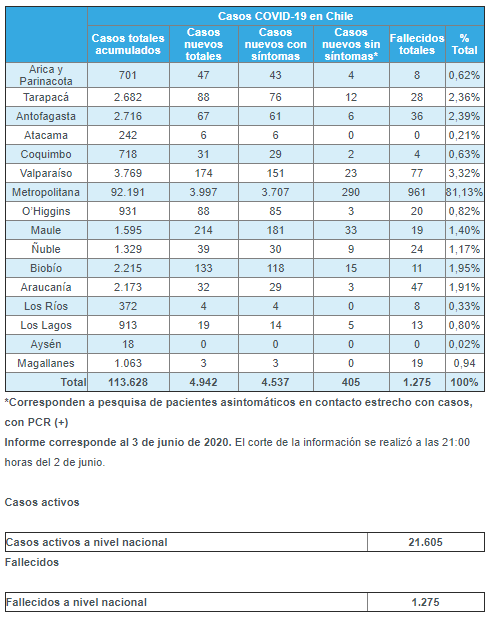 Casos COVID-19 en Chile
Casos totales acumulados Casos nuevos totales Casos nuevos con síntomas Casos nuevos sin síntomas* Fallecidos totales % Total
Arica y Parinacota 701 47 43 4 8 0,62%
Tarapacá 2.682 88 76 12 28 2,36%
Antofagasta 2.716 67 61 6 36 2,39%
Atacama 242 6 6 0 0 0,21%
Coquimbo 718 31 29 2 4 0,63%
Valparaíso 3.769 174 151 23 77 3,32%
Metropolitana 92.191 3.997 3.707 290 961 81,13%
O'Higgins 931 88 85 3 20 0,82%
Maule 1.595 214 181 33 19 1,40%
Ñuble 1.329 39 30 9 24 1,17%
Biobío 2.215 133 118 15 11 1,95%
Araucanía 2.173 32 29 3 47 1,91%
Los Ríos 372 4 4 0 8 0,33%
Los Lagos 913 19 14 5 13 0,80%
Aysén 18 0 0 0 0 0,02%
Magallanes 1.063 3 3 0 19 0,94
Total 113.628 4.942 4.537 405 1.275 100%
*Corresponden a pesquisa de pacientes asintomáticos en contacto estrecho con casos,
con PCR (+)
Informe corresponde al 3 de junio de 2020. El corte de la información se realizó a las 21:00
horas del 2 de junio.
Casos activos
Casos activos a nivel nacional 21.605
Fallecidos
Fallecidos a nivel nacional 1.275